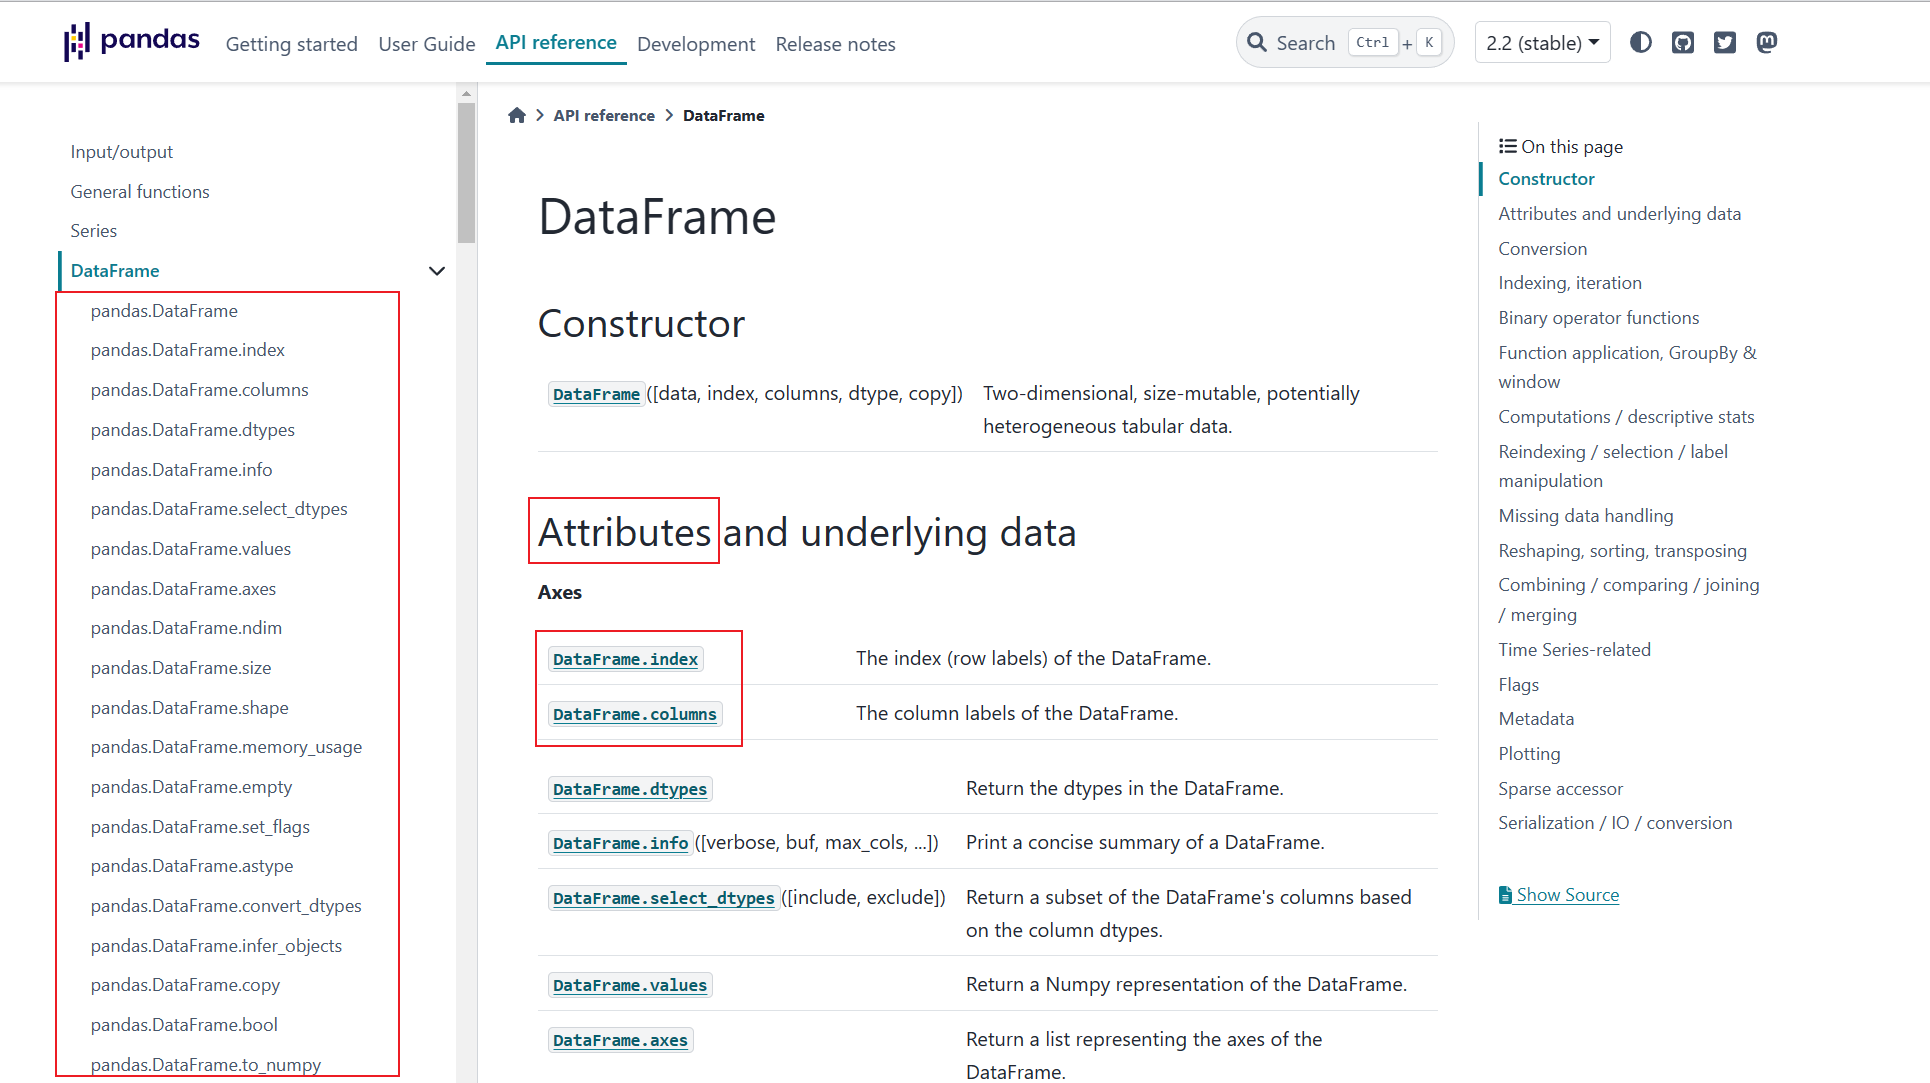 pandas
Getting started
User Guide
API reference
Development
Release notes
Search Ctrl + K
2.2 (stable)
Input/output
General functions
Series
DataFrame
pandas.DataFrame
pandas.DataFrame.index
pandas.DataFrame.columns
pandas.DataFrame.dtypes
pandas.DataFrame.info
pandas.DataFrame.select_dtypes
pandas.DataFrame.values
pandas.DataFrame.axes
pandas.DataFrame.ndim
pandas.DataFrame.size
pandas.DataFrame.shape
pandas.DataFrame.memory_usage
pandas.DataFrame.empty
pandas.DataFrame.set_flags
pandas.DataFrame.astype
pandas.DataFrame.convert_dtypes
pandas.DataFrame.infer_objects
pandas.DataFrame.copy
pandas.DataFrame.bool
pandas.DataFrame.to_numpy
API reference > DataFrame
DataFrame
Constructor
DataFrame([data, index, columns, dtype, copy]) Two-dimensional, size-mutable, potentially
heterogeneous tabular data.
Attributes and underlying data
Axes
DataFrame.index The index (row labels) of the DataFrame.
DataFrame.columns The column labels of the DataFrame.
DataFrame.dtypes Return the dtypes in the DataFrame.
DataFrame.info([verbose, buf, max_cols, ...]) Print a concise summary of a DataFrame.
DataFrame.select_dtypes([include, exclude]) Return a subset of the DataFrame's columns based
on the column dtypes.
DataFrame.values Return a Numpy representation of the DataFrame.
DataFrame.axes Return a list representing the axes of the
DataFrame.
On this page
Constructor
Attributes and underlying data
Conversion
Indexing, iteration
Binary operator functions
Function application, GroupBy &
window
Computations / descriptive stats
Reindexing / selection / label
manipulation
Missing data handling
Reshaping, sorting, transposing
Combining / comparing / joining
/ merging
Time Series-related
Flags
Metadata
Plotting
Sparse accessor
Serialization / IO / conversion
Show Source